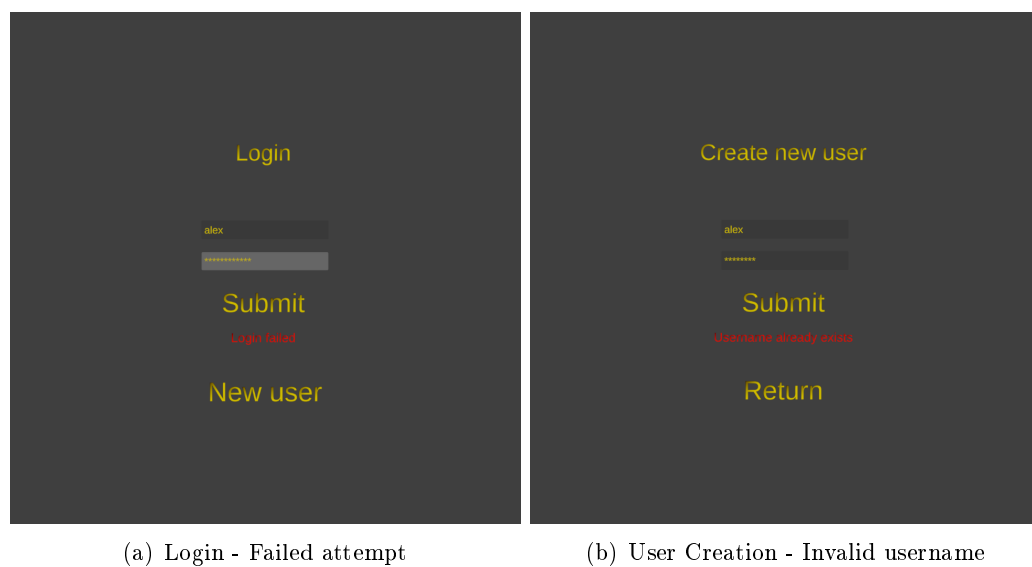 Login
alex
************
Submit
Login failed
New user
Create new user
alex
********
Submit
Username already exists
Return
(a) Login - Failed attempt
(b) User Creation - Invalid username